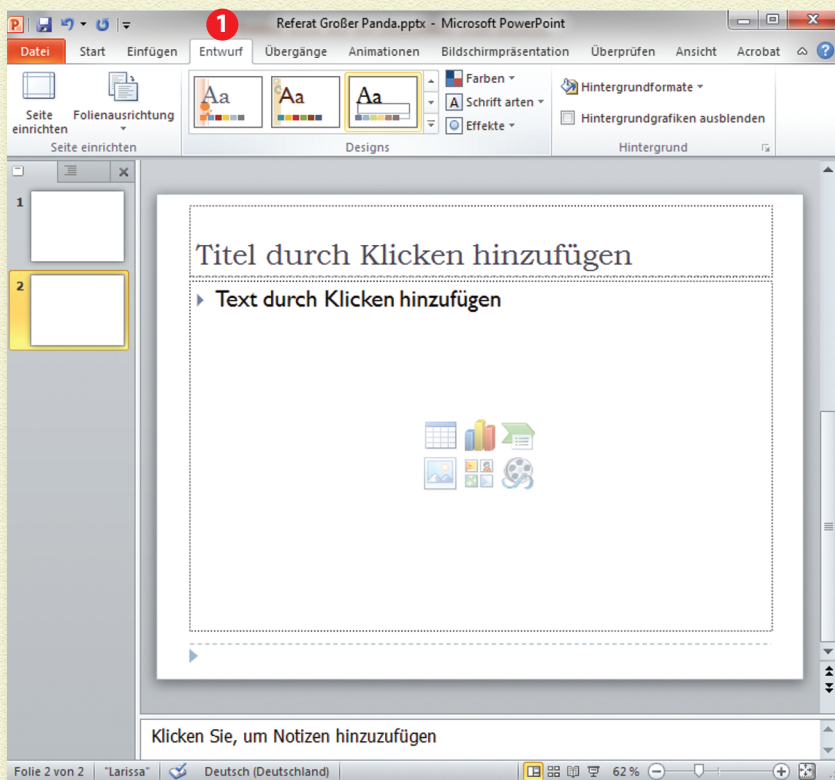 1
Referat Großer Panda.pptx - Microsoft PowerPoint
Datei Start Einfügen Entwurf Übergänge Animationen Bildschirmpräsentation Überprüfen Ansicht Acrobat
Aa Aa Aa
Farben
Schrift arten
Effekte
Hintergrundformate
Hintergrundgrafiken ausblenden
Seite einrichten
Folienausrichtung
Seite einrichten Designs Hintergrund
1
2
Titel durch Klicken hinzufügen
Text durch Klicken hinzufügen
Klicken Sie, um Notizen hinzuzufügen
Folie 2 von 2 "Larissa" Deutsch (Deutschland) 62 %